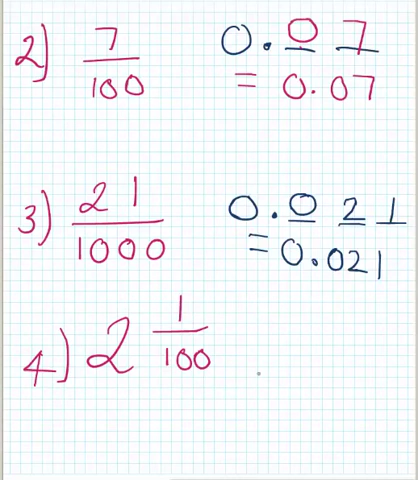 2) 7/100 0.07
= 0.07
3) 21/1000 0.021
= 0.021
4) 2 1/100